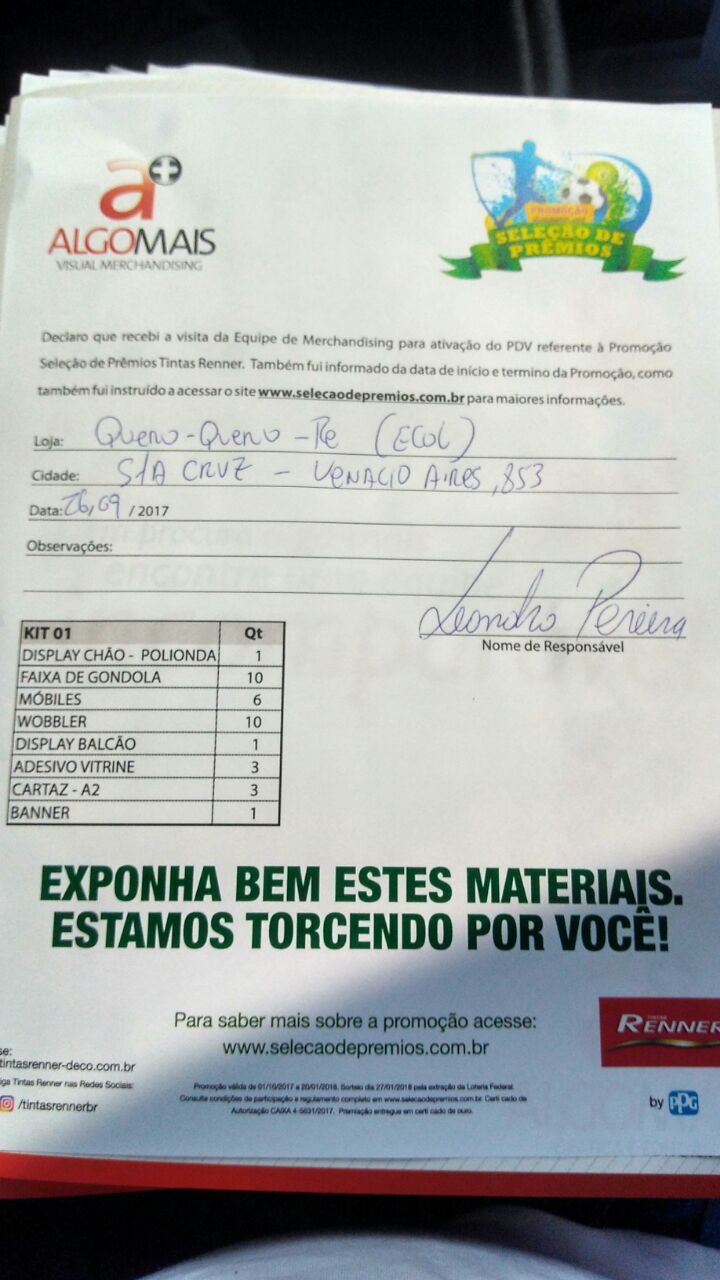 a+
ALGOMAIS
VISUAL MERCHANDISING
PROMOÇÃO
SELEÇÃO DE
PRÊMIOS
Declaro que recebi a visita da Equipe de Merchandising para ativação do PDV referente à Promoção
Seleção de Prêmios Tintas Renner. Também fui informado da data de início e termino da Promoção, como
também fui instruído a acessar o site www.selecaodepremios.com.br para maiores informações.
Loja: Quero-Quero - Re (ECOL)
Cidade: S/A CRUZ - VENACIO AIRES, 853
Data: 26/09 / 2017
Observações:
Leandro Pereira
Nome de Responsável
KIT 01 Qt
DISPLAY CHÃO - POLIONDA 1
FAIXA DE GONDOLA 10
MÓBILES 6
WOBBLER 10
DISPLAY BALCÃO 1
ADESIVO VITRINE 3
CARTAZ - A2 3
BANNER 1
EXPONHA BEM ESTES MATERIAIS.
ESTAMOS TORCENDO POR VOCÊ!
Para saber mais sobre a promoção acesse:
www.selecaodepremios.com.br
TINTAS
RENNER
by PPG
se:
tintasrenner-deco.com.br
iga Tintas Renner nas Redes Sociais:
/tintasrennerbr
Promoção válida de 01/10/2017 a 20/01/2018. Sorteio dia 27/01/2018 pela extração da Loteria Federal.
Consulte condições de participação e regulamento completo em www.selecaodepremios.com.br. Certi cado de
Autorização CAIXA 4-5631/2017. Premiação entregue em certi cado de ouro.